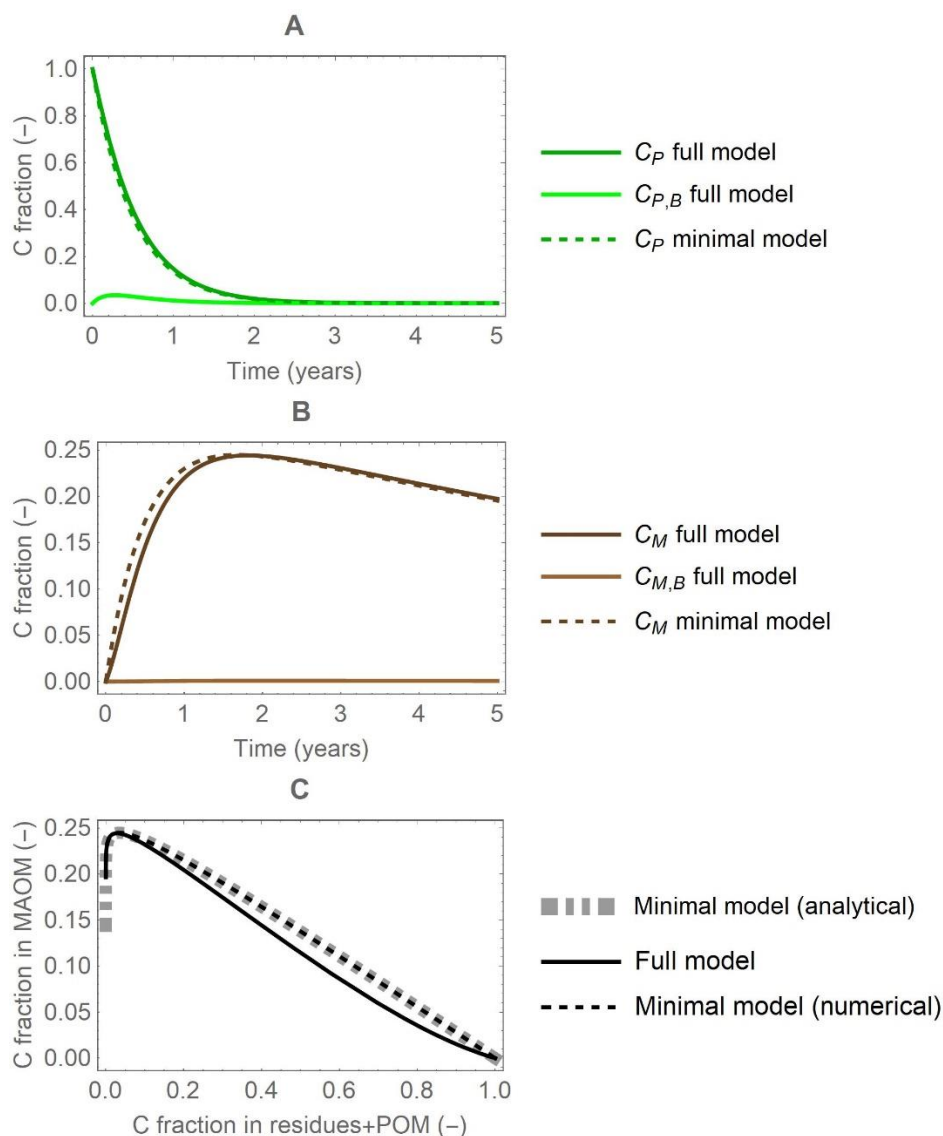 A
1.0
0.8
0.6
0.4
0.2
0.0
C fraction (−)
0 1 2 3 4 5
Time (years)
C_P full model
C_{P,B} full model
C_P minimal model
B
0.25
0.20
0.15
0.10
0.05
0.00
C fraction (−)
0 1 2 3 4 5
Time (years)
C_M full model
C_{M,B} full model
C_M minimal model
C
0.25
0.20
0.15
0.10
0.05
0.00
C fraction in MAOM (−)
0.0 0.2 0.4 0.6 0.8 1.0
C fraction in residues+POM (−)
Minimal model (analytical)
Full model
Minimal model (numerical)